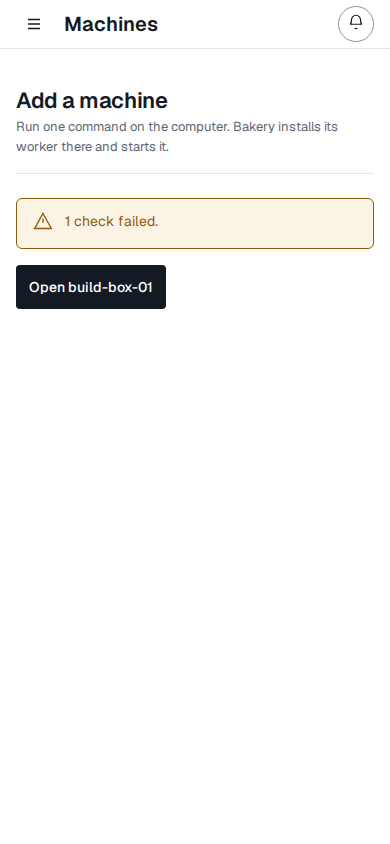 Machines
Add a machine
Run one command on the computer. Bakery installs its
worker there and starts it.
1 check failed.
Open build-box-01